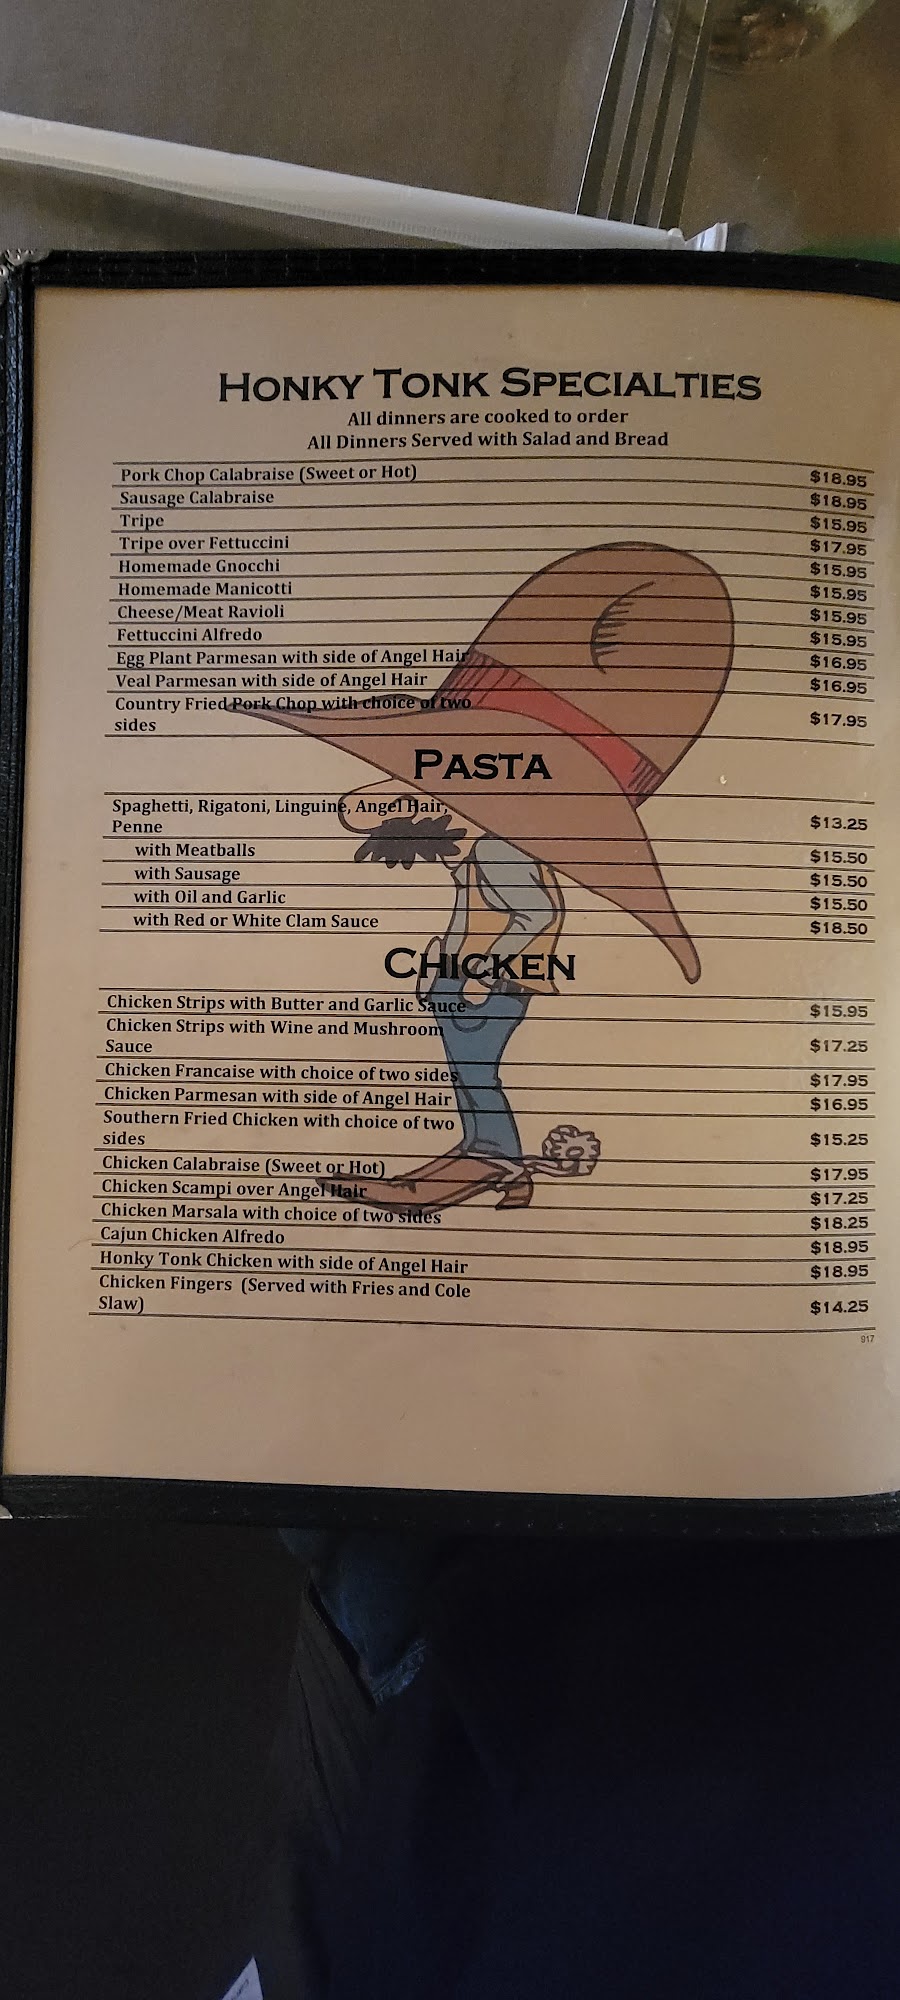 HONKY TONK SPECIALTIES
All dinners are cooked to order
All Dinners Served with Salad and Bread
Pork Chop Calabraise (Sweet or Hot) $18.95
Sausage Calabraise $18.95
Tripe $15.95
Tripe over Fettuccini $17.95
Homemade Gnocchi $15.95
Homemade Manicotti $15.95
Cheese/Meat Ravioli $15.95
Fettuccini Alfredo $15.95
Egg Plant Parmesan with side of Angel Hair $16.95
Veal Parmesan with side of Angel Hair $16.95
Country Fried Pork Chop with choice of two
sides $17.95
PASTA
Spaghetti, Rigatoni, Linguine, Angel Hair,
Penne $13.25
with Meatballs $15.50
with Sausage $15.50
with Oil and Garlic $15.50
with Red or White Clam Sauce $18.50
CHICKEN
Chicken Strips with Butter and Garlic Sauce $15.95
Chicken Strips with Wine and Mushroom
Sauce $17.25
Chicken Francaise with choice of two sides $17.95
Chicken Parmesan with side of Angel Hair $16.95
Southern Fried Chicken with choice of two
sides $15.25
Chicken Calabraise (Sweet or Hot) $17.95
Chicken Scampi over Angel Hair $17.25
Chicken Marsala with choice of two sides $18.25
Cajun Chicken Alfredo $18.95
Honky Tonk Chicken with side of Angel Hair $18.95
Chicken Fingers (Served with Fries and Cole
Slaw) $14.25
917